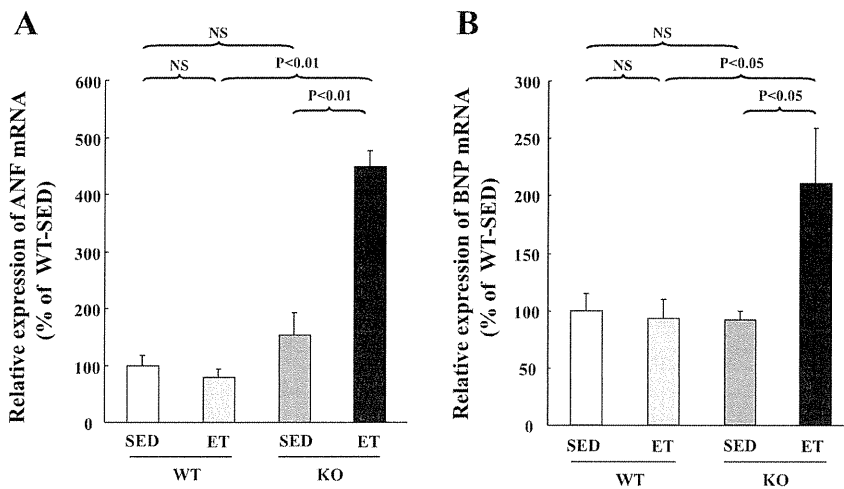 A
NS
NS
P<0.01
P<0.01
Relative expression of ANF mRNA
(% of WT-SED)
600
500
400
300
200
100
0
SED
ET
SED
ET
WT
KO
B
NS
NS
P<0.05
P<0.05
Relative expression of BNP mRNA
(% of WT-SED)
300
250
200
150
100
50
0
SED
ET
SED
ET
WT
KO